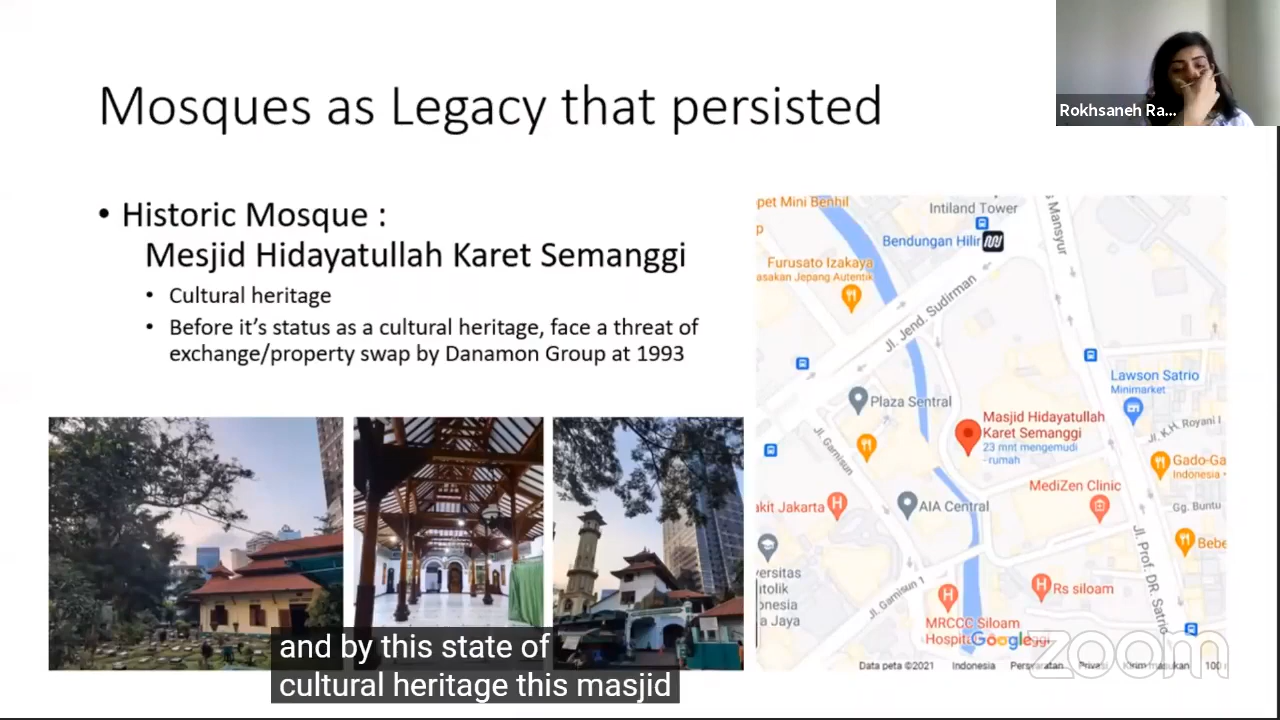 Mosques as Legacy that persisted
Rokhsaneh Ra...
• Historic Mosque :
Mesjid Hidayatullah Karet Semanggi
• Cultural heritage
• Before it's status as a cultural heritage, face a threat of
exchange/property swap by Danamon Group at 1993
pet Mini Benhil
Intiland Tower
s Mansyur
Bendungan Hilir
Furusato Izakaya
asakan Jepang Autentik
Jl. Jend. Sudirman
Lawson Satrio
Minimarket
Plaza Sentral
Masjid Hidayatullah
Karet Semanggi
23 mnt mengemudi
- rumah
Jl. K.H. Royani I
Jl. Garnisun
Gado-Ga
Indonesia •
MediZen Clinic
akit Jakarta
AIA Central
Gg. Buntu
Jl. Prof. DR. Satrio
Bebe
versitas
itolik
onesia
a Jaya
Jl. Garnisun 1
Rs siloam
MRCCC Siloam
Hospita
Google
ggi
zoom
Data peta ©2021
Indonesia
Persyaratan
Privasi
Kirim masukan
100
and by this state of
cultural heritage this masjid